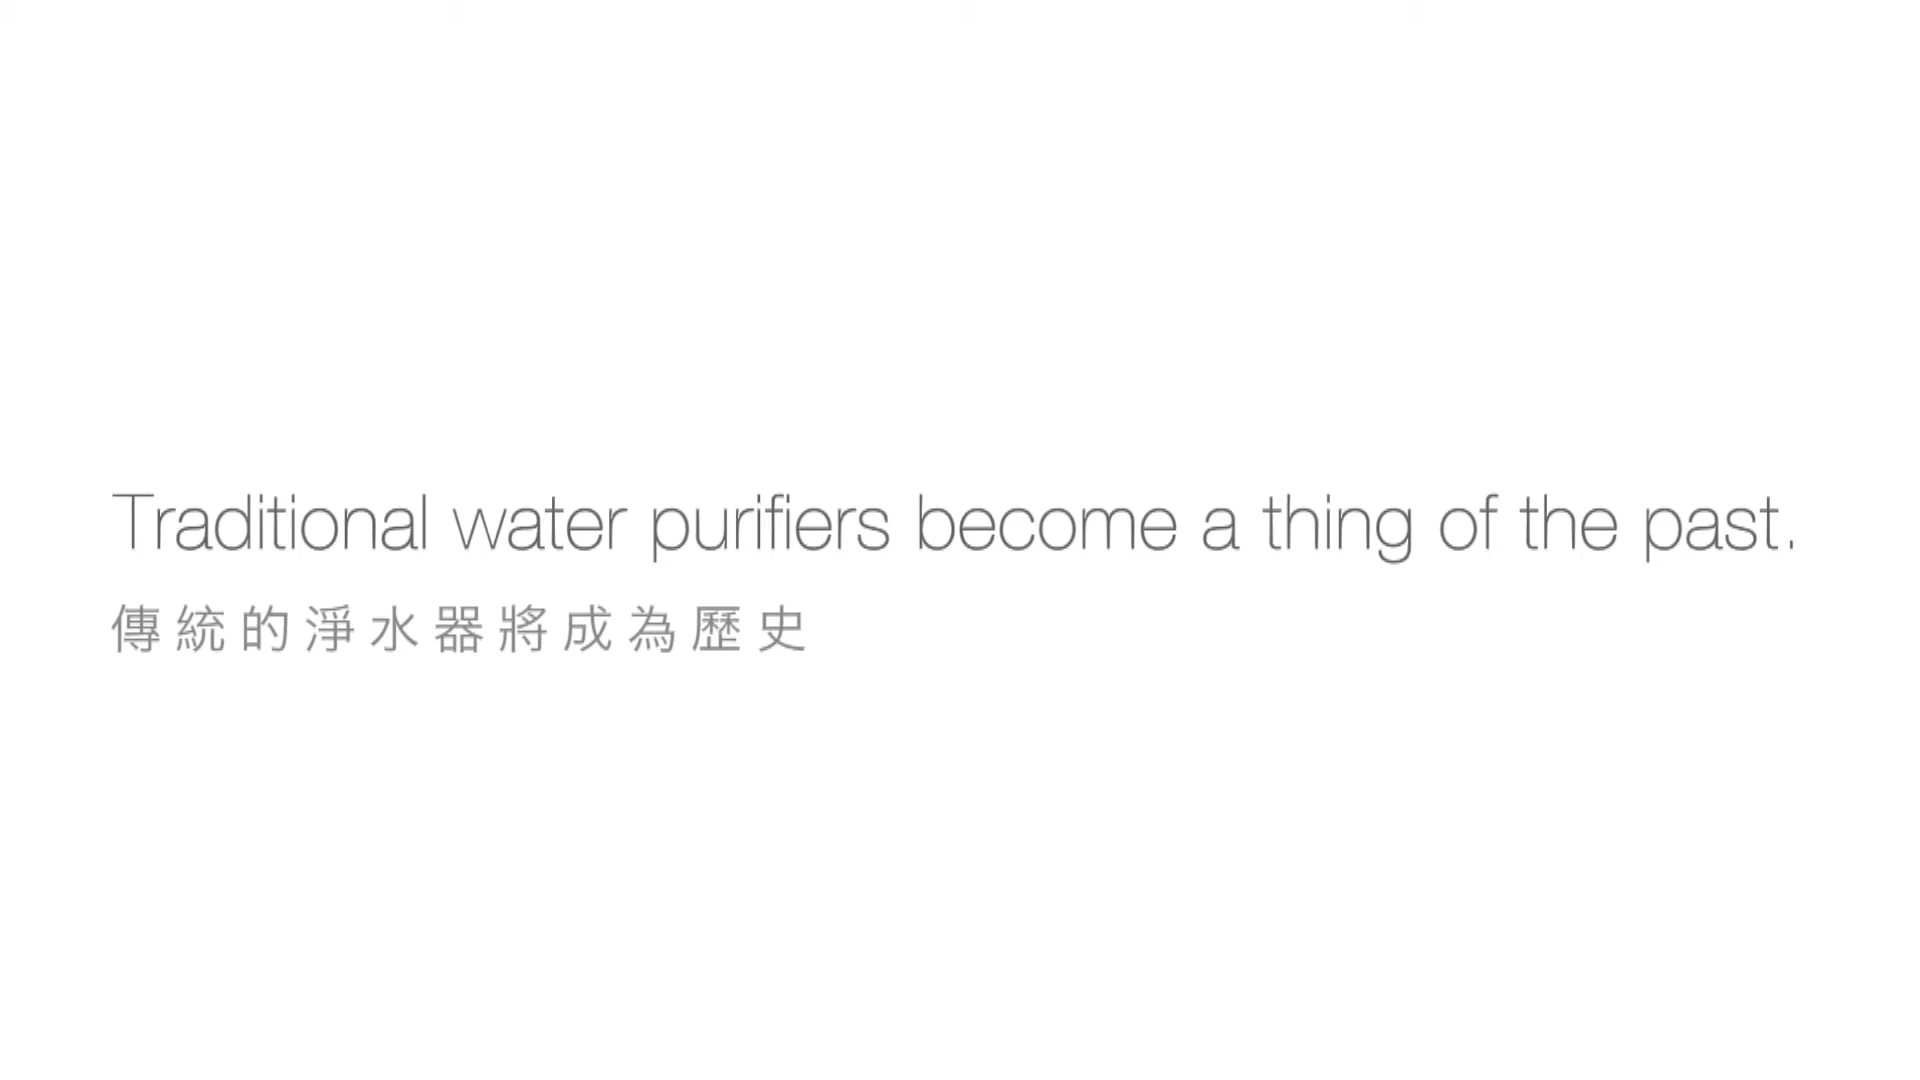 Traditional water purifiers become a thing of the past.
傳統的淨水器將成為歷史